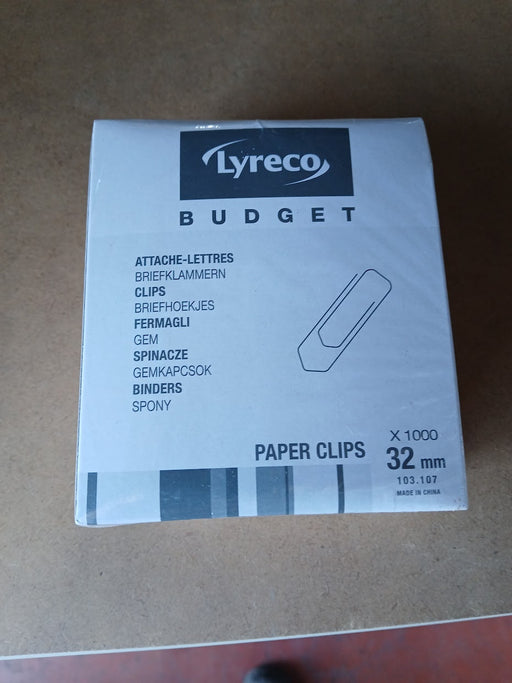 Lyreco
BUDGET
ATTACHE-LETTRES
BRIEFKLAMMERN
CLIPS
BRIEFHOEKJES
FERMAGLI
GEM
SPINACZE
GEMKAPCSOK
BINDERS
SPONY
PAPER CLIPS
X 1000
32 mm
103.107
MADE IN CHINA